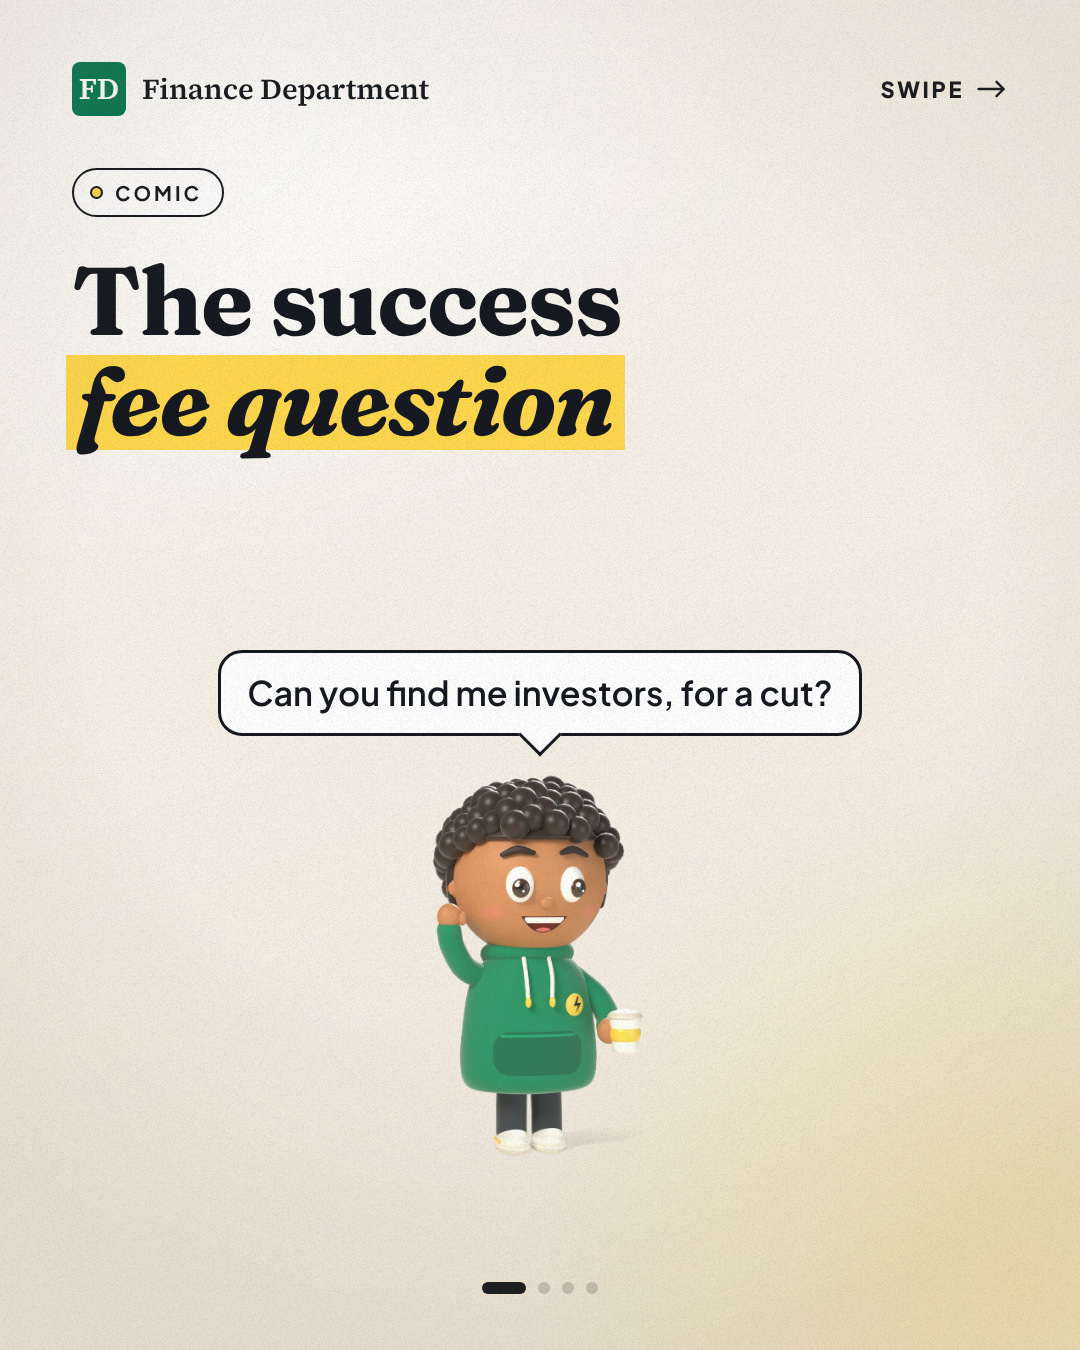 FD Finance Department
SWIPE →
COMIC
The success
fee question
Can you find me investors, for a cut?